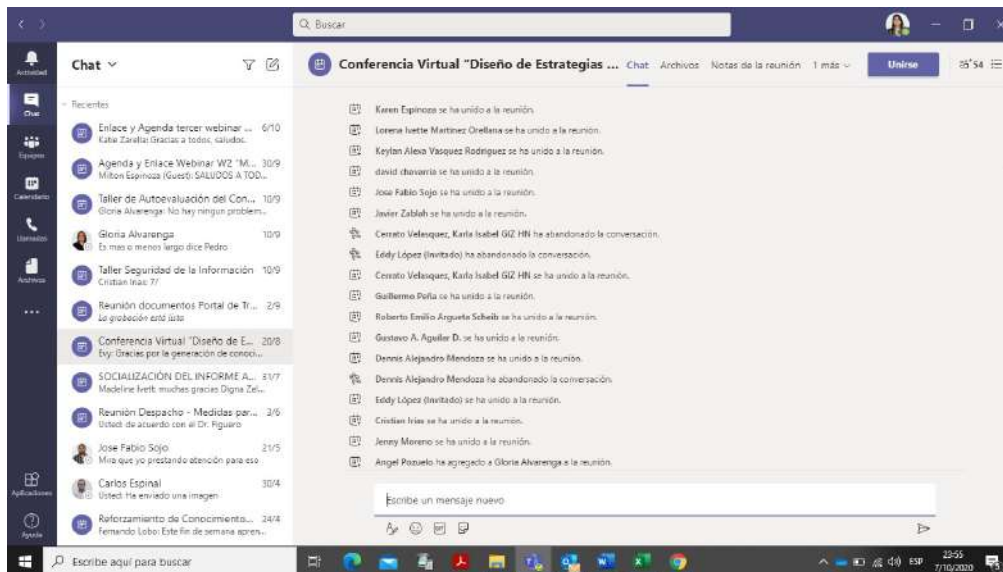 Buscar
Actividad
Chat
Equipos
Calendario
Llamadas
Archivos
Aplicaciones
Ayuda
Chat
Recientes
Enlace y Agenda tercer webinar ... 6/10
Katie Zarella: Gracias a todos, saludos.
Agenda y Enlace Webinar W2 "M... 30/9
Milton Espinoza (Guest): SALUDOS A TOD...
Taller de Autoevaluación del Con... 10/9
Gloria Alvarenga: No hay ningun problem...
Gloria Alvarenga 10/9
Es mas o menos largo dice Pedro
Taller Seguridad de la Información 10/9
Cristian Irias: 7/
Reunión documentos Portal de Tr... 2/9
La grabación está lista
Conferencia Virtual "Diseño de E... 20/8
Evy: Gracias por la generación de conoci...
SOCIALIZACIÓN DEL INFORME A... 31/7
Madeline Ivett: muchas gracias Digna Zel...
Reunión Despacho - Medidas par... 3/6
Usted: de acuerdo con el Dr. Figuero
Jose Fabio Sojo 21/5
Mira que yo prestando atención para eso
Carlos Espinal 30/4
Usted: Ha enviado una imagen
Reforzamiento de Conocimiento... 24/4
Fernando Lobo: Este fin de semana apren...
Conferencia Virtual "Diseño de Estrategias ... Chat Archivos Notas de la reunión 1 más Unirse 25'54
Karen Espinoza se ha unido a la reunión.
Lorena Ivette Martinez Orellana se ha unido a la reunión.
Keylan Alexa Vasquez Rodriguez se ha unido a la reunión.
david chavarria se ha unido a la reunión.
Jose Fabio Sojo se ha unido a la reunión.
Javier Zablah se ha unido a la reunión.
Cerrato Velasquez, Karla Isabel GIZ HN ha abandonado la conversación.
Eddy López (Invitado) ha abandonado la conversación.
Cerrato Velasquez, Karla Isabel GIZ HN se ha unido a la reunión.
Guillermo Peña se ha unido a la reunión.
Roberto Emilio Argueta Scheib se ha unido a la reunión.
Gustavo A. Aguilar D. se ha unido a la reunión.
Dennis Alejandro Mendoza se ha unido a la reunión.
Dennis Alejandro Mendoza ha abandonado la conversación.
Eddy López (Invitado) se ha unido a la reunión.
Cristian Irias se ha unido a la reunión.
Jenny Moreno se ha unido a la reunión.
Angel Pozuelo ha agregado a Gloria Alvarenga a la reunión.
Escribe un mensaje nuevo
Escribe aquí para buscar
ESP
23:55
7/10/2020